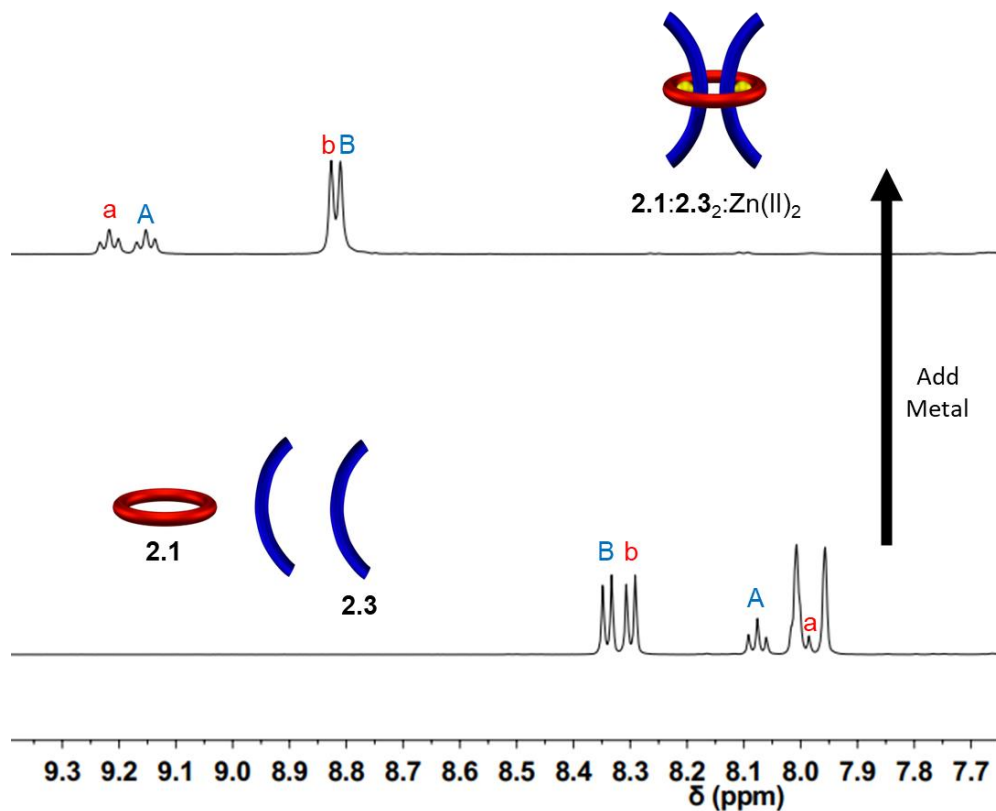 b B
a A
2.1:2.3₂:Zn(II)₂
Add
Metal
2.1
2.3
B b
A
a
9.3 9.2 9.1 9.0 8.9 8.8 8.7 8.6 8.5 8.4 8.3 8.2 8.1 8.0 7.9 7.8 7.7
δ (ppm)